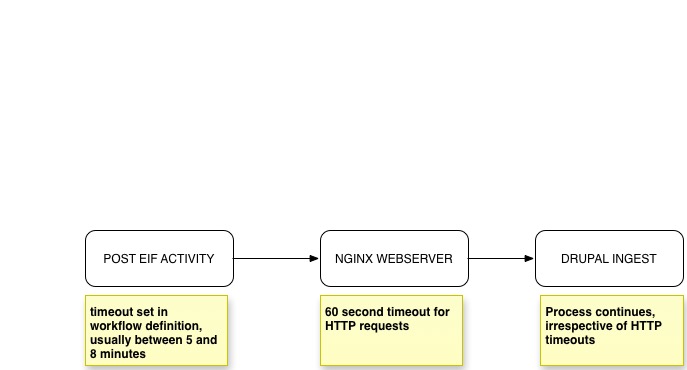 POST EIF ACTIVITY
NGINX WEBSERVER
DRUPAL INGEST
timeout set in
workflow definition,
usually between 5 and
8 minutes
60 second timeout for
HTTP requests
Process continues,
irrespective of HTTP
timeouts